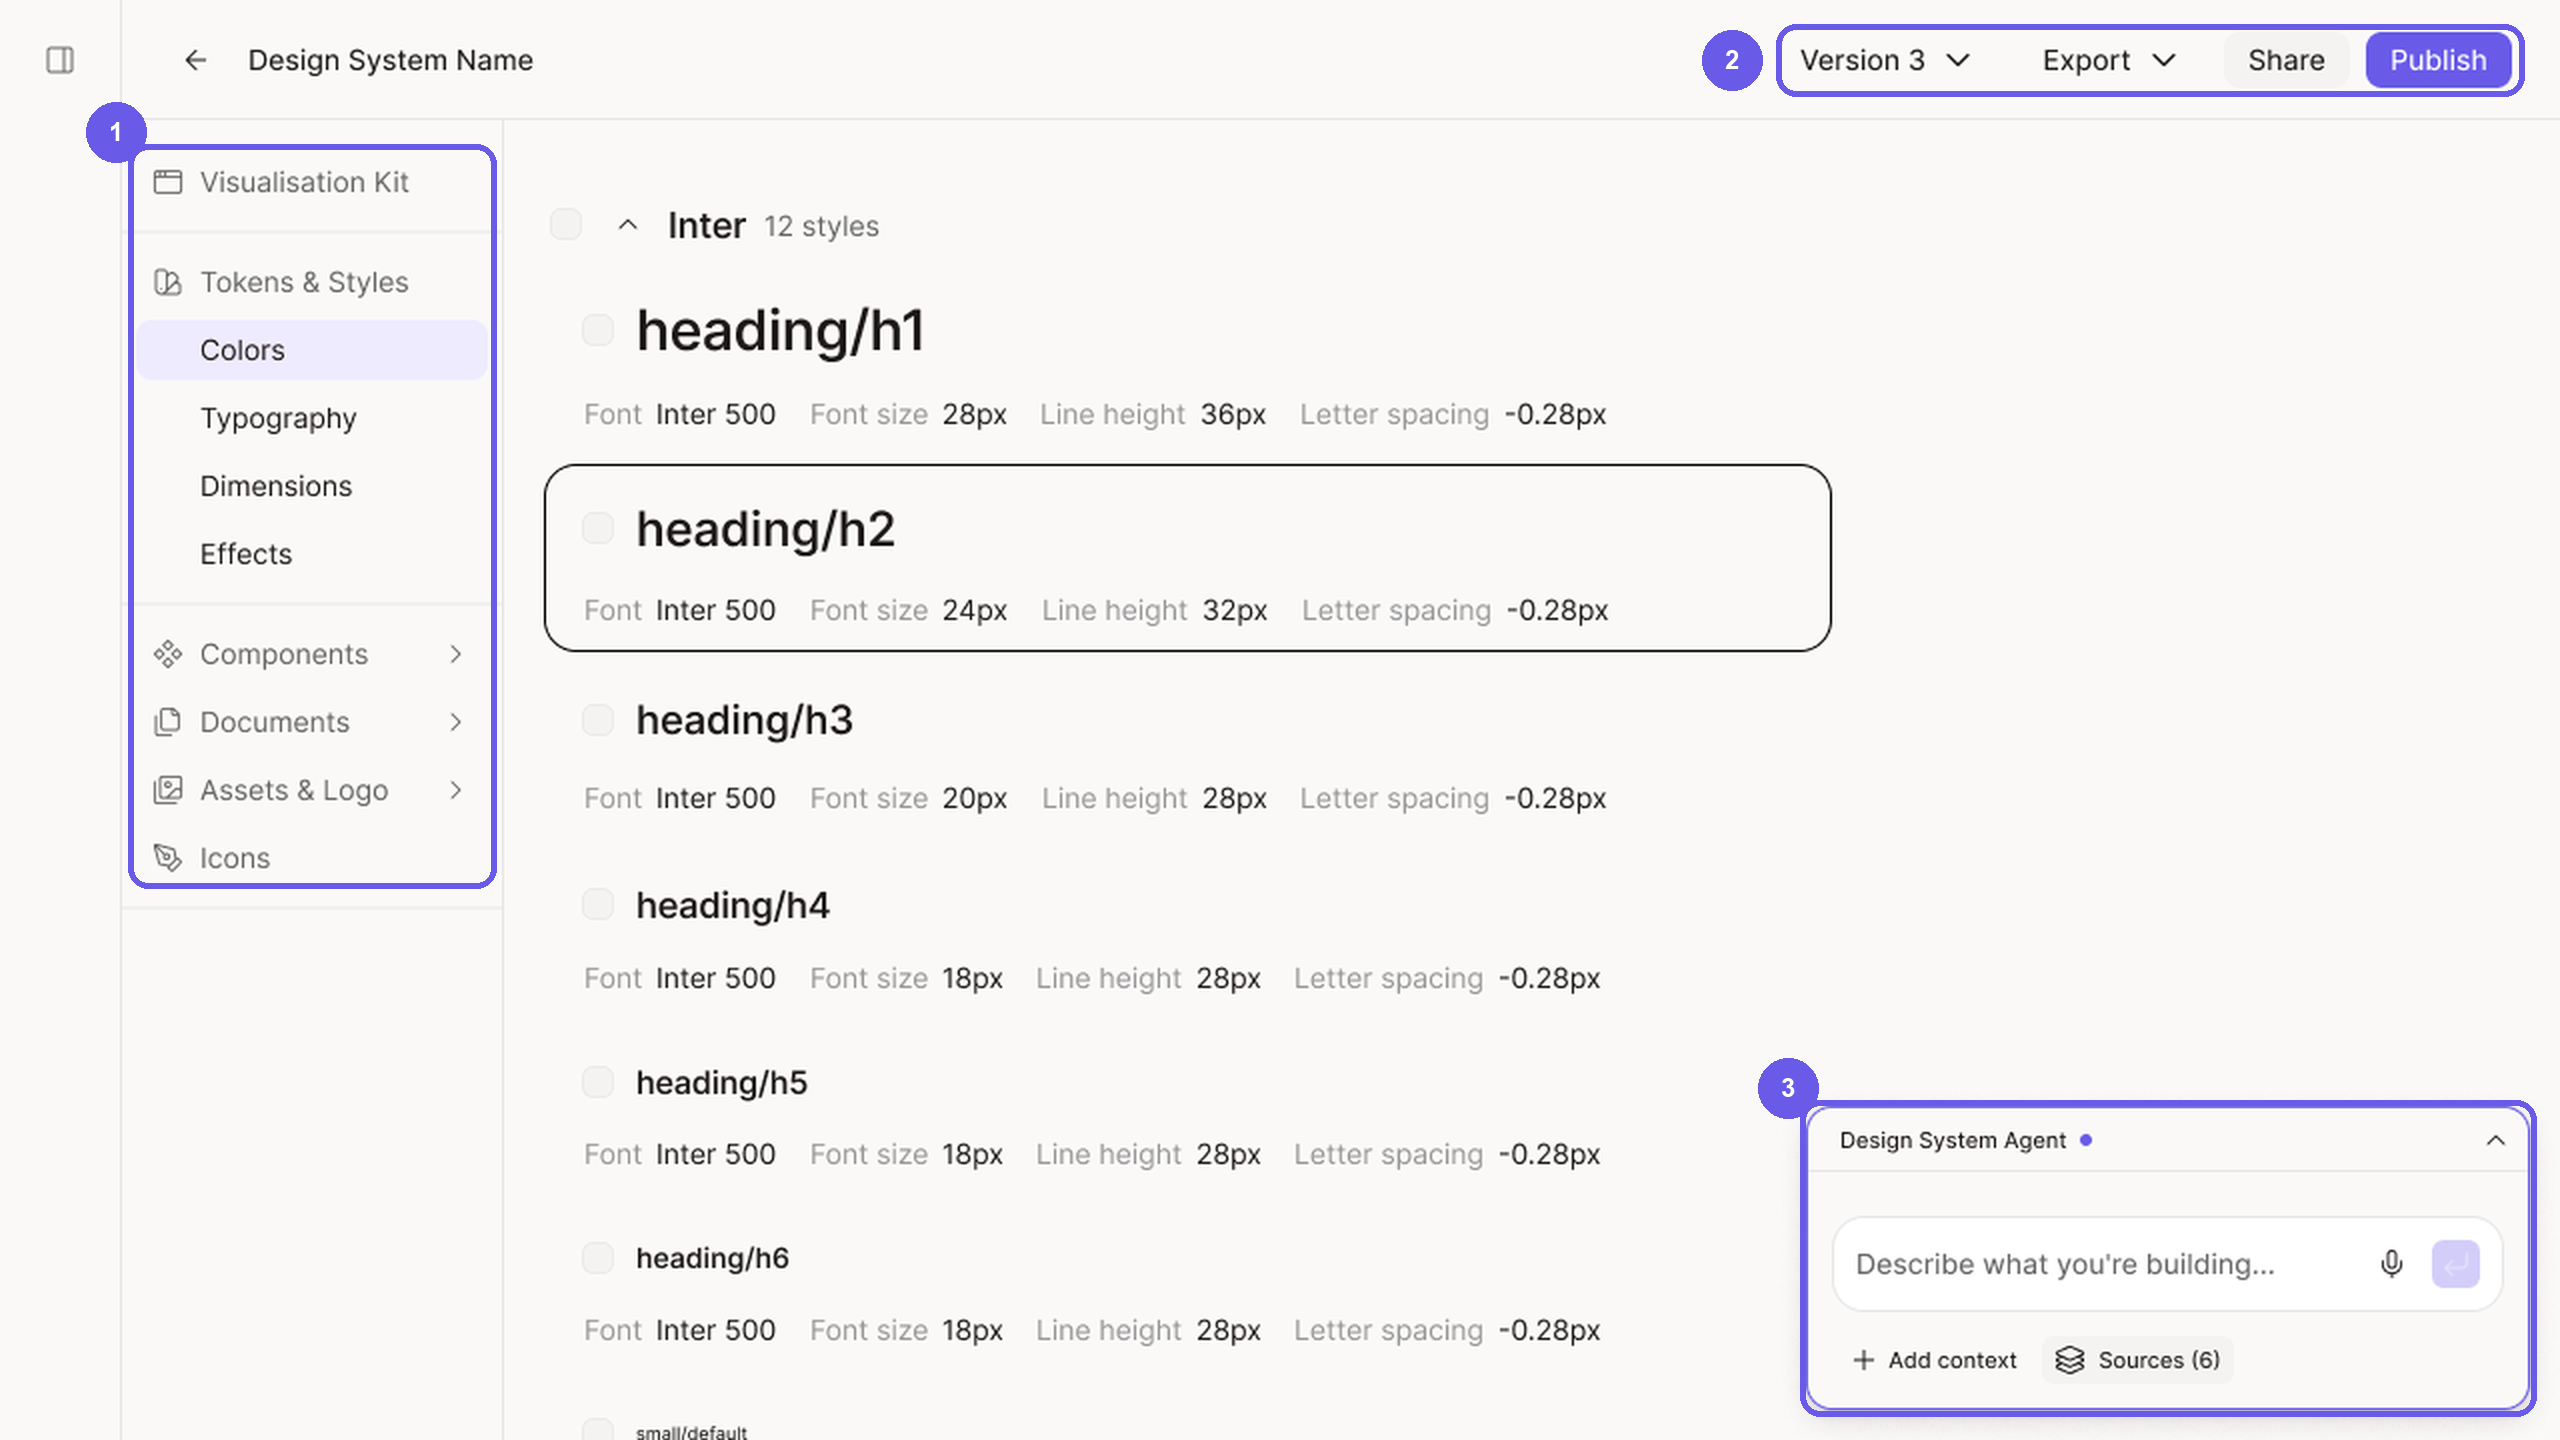 Design System Name
2
Version 3
Export
Share
Publish
1
Visualisation Kit
Tokens & Styles
Colors
Typography
Dimensions
Effects
Components
Documents
Assets & Logo
Icons
Inter 12 styles
heading/h1
Font Inter 500 Font size 28px Line height 36px Letter spacing -0.28px
heading/h2
Font Inter 500 Font size 24px Line height 32px Letter spacing -0.28px
heading/h3
Font Inter 500 Font size 20px Line height 28px Letter spacing -0.28px
heading/h4
Font Inter 500 Font size 18px Line height 28px Letter spacing -0.28px
heading/h5
Font Inter 500 Font size 18px Line height 28px Letter spacing -0.28px
heading/h6
Font Inter 500 Font size 18px Line height 28px Letter spacing -0.28px
small/default
3
Design System Agent
Describe what you're building...
Add context
Sources (6)